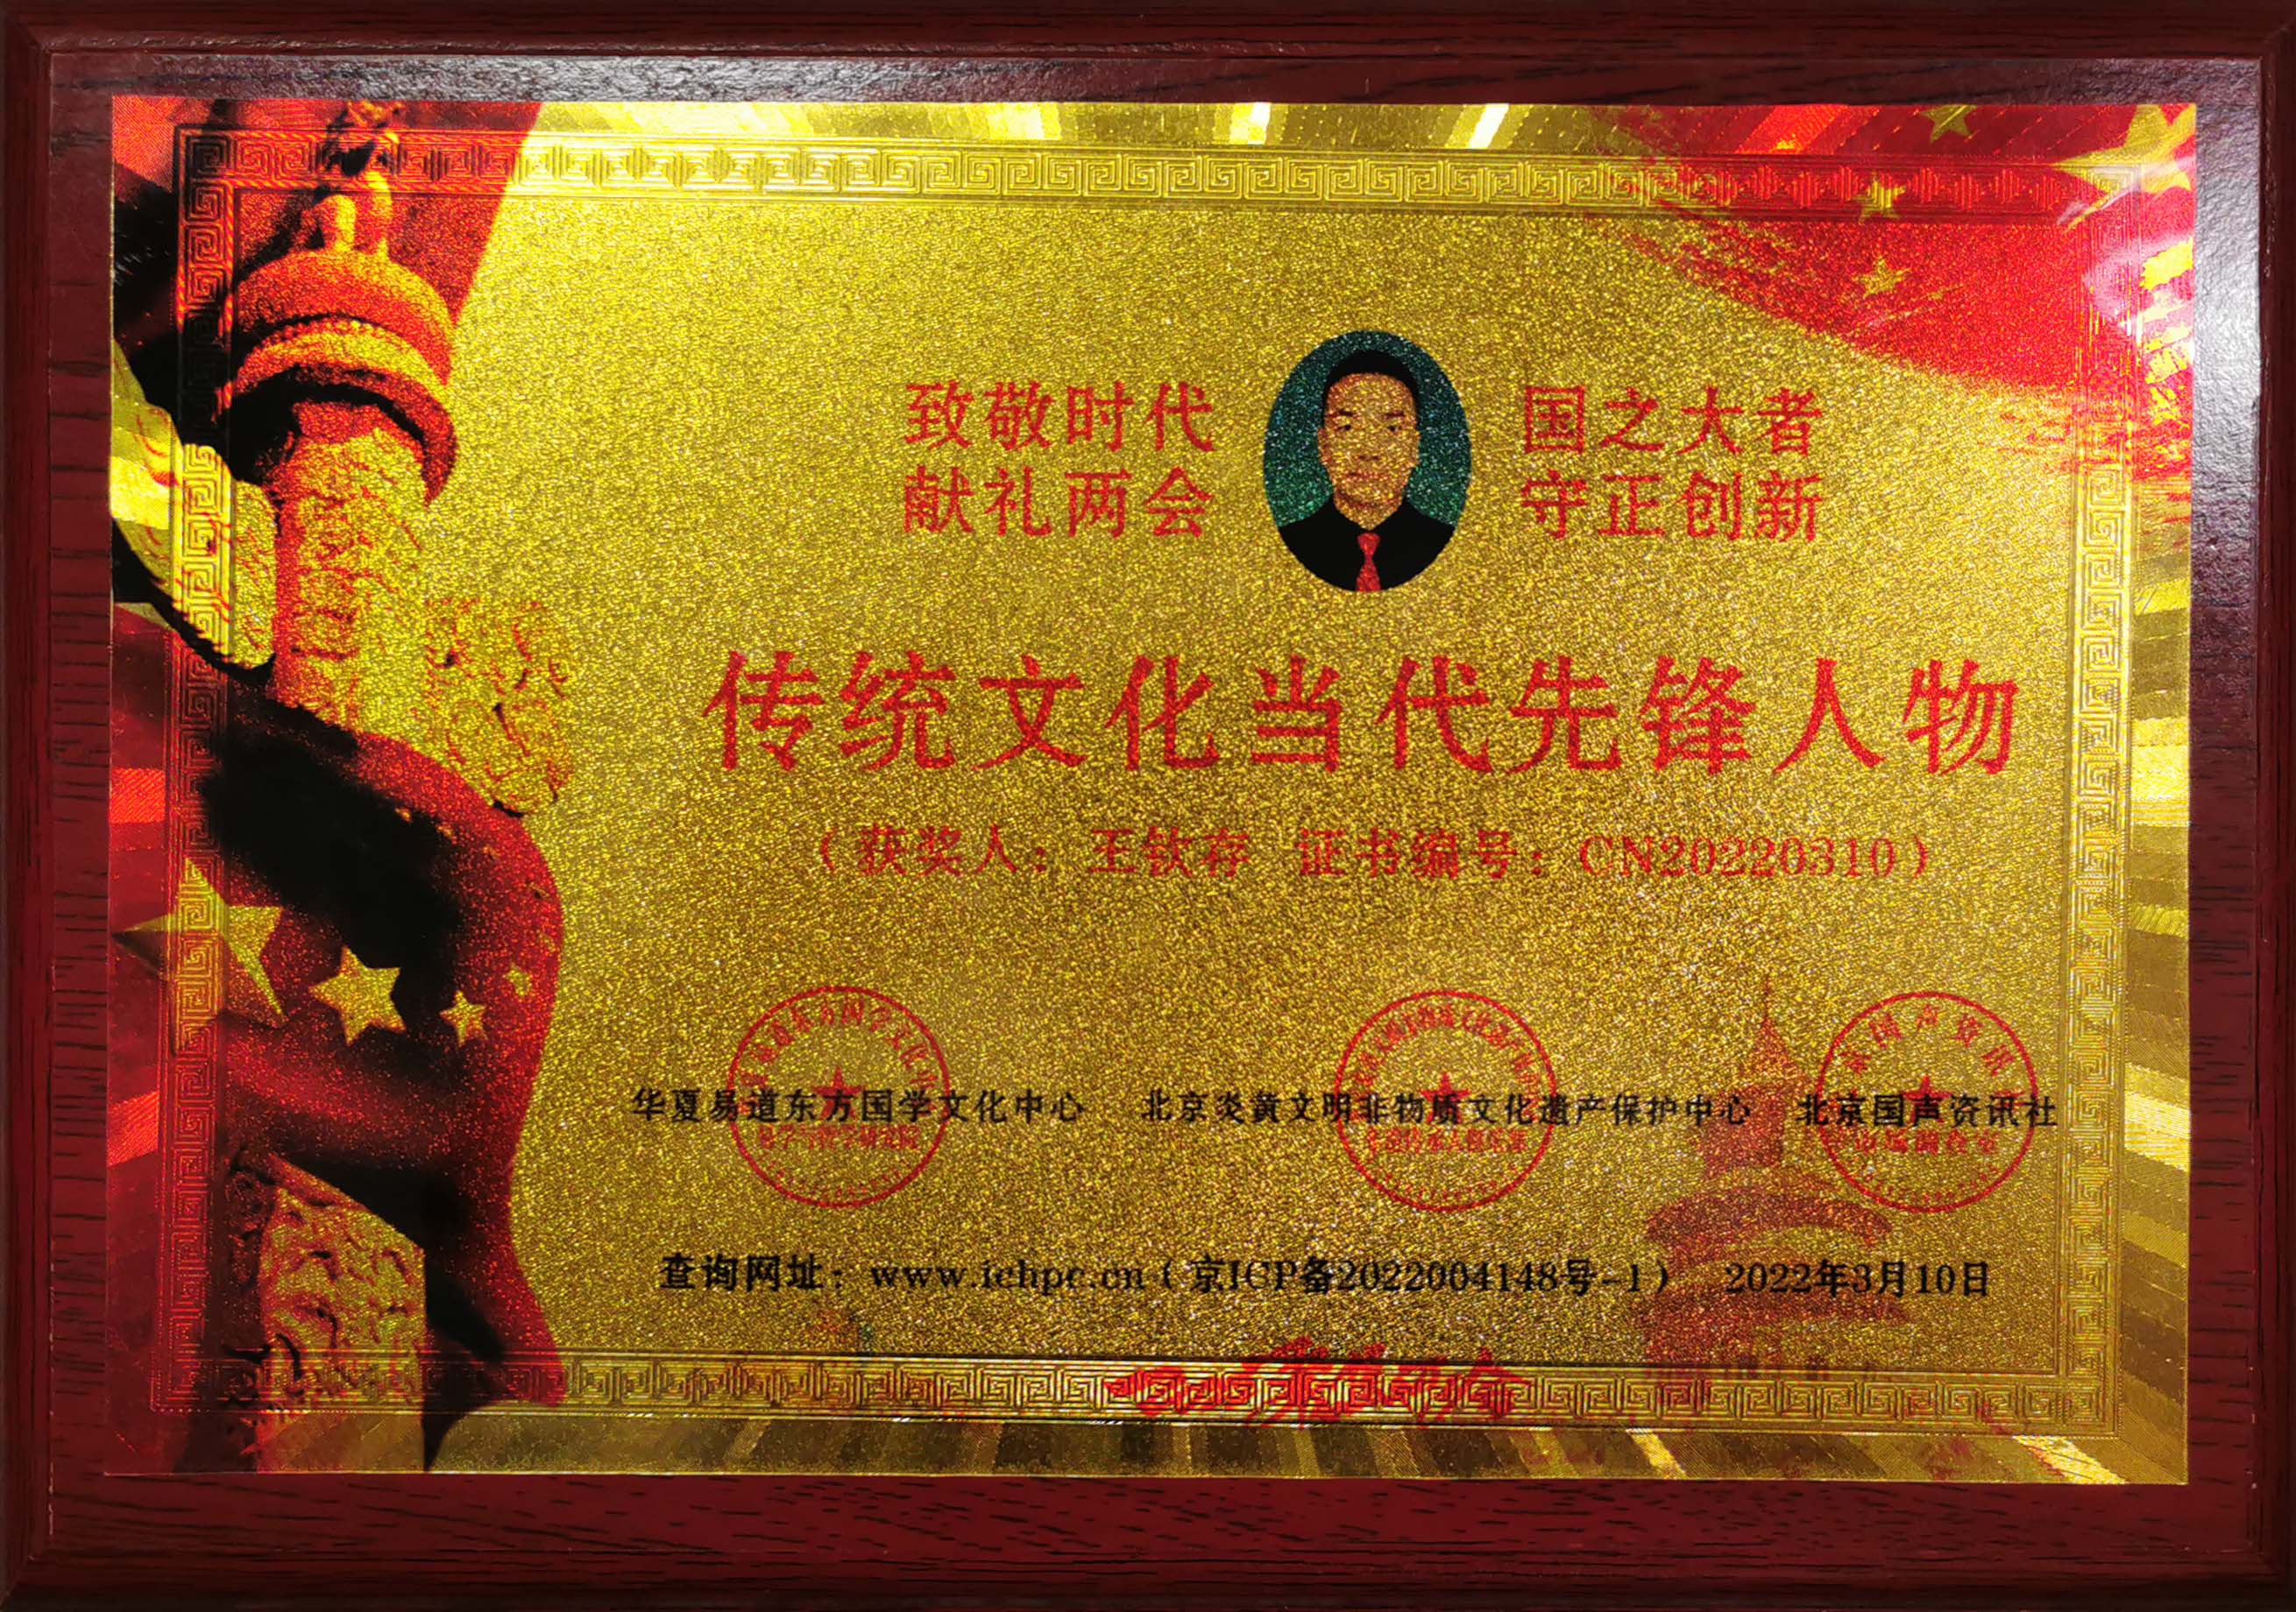 致敬时代 国之大者
献礼两会 守正创新
传统文化当代先锋人物
（获奖人：王钦存 证书编号：CN20220310）
华夏易道东方国学文化中心 北京炎黄文明非物质文化遗产保护中心 北京国声资讯社
查询网址：www.ichpc.cn（京ICP备2022004148号-1） 2022年3月10日